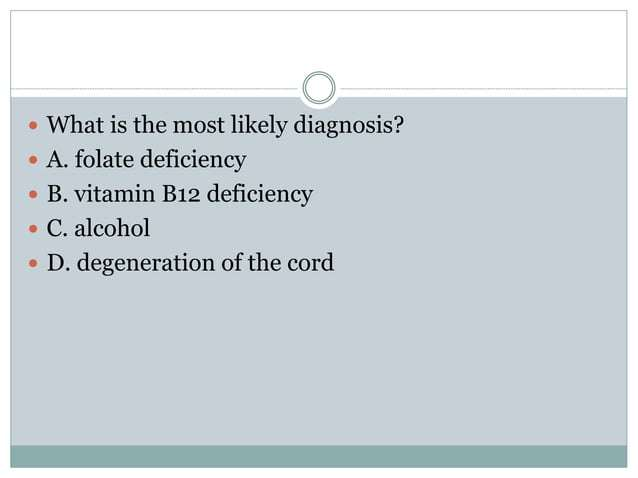 What is the most likely diagnosis?
A. folate deficiency
B. vitamin B12 deficiency
C. alcohol
D. degeneration of the cord